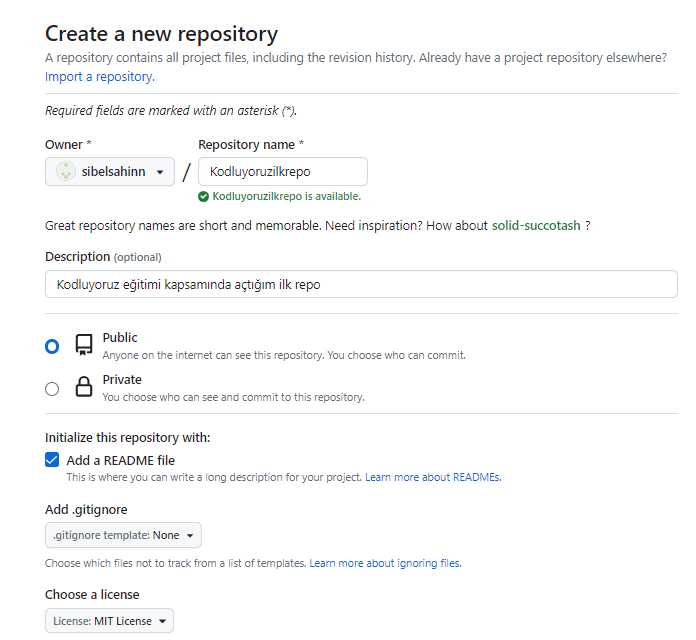 Create a new repository
A repository contains all project files, including the revision history. Already have a project repository elsewhere?
Import a repository.
Required fields are marked with an asterisk (*).
Owner * Repository name *
sibelsahinn / Kodluyoruzilkrepo
Kodluyoruzilkrepo is available.
Great repository names are short and memorable. Need inspiration? How about solid-succotash ?
Description (optional)
Kodluyoruz eğitimi kapsamında açtığım ilk repo
Public
Anyone on the internet can see this repository. You choose who can commit.
Private
You choose who can see and commit to this repository.
Initialize this repository with:
Add a README file
This is where you can write a long description for your project. Learn more about READMEs.
Add .gitignore
.gitignore template: None
Choose which files not to track from a list of templates. Learn more about ignoring files.
Choose a license
License: MIT License